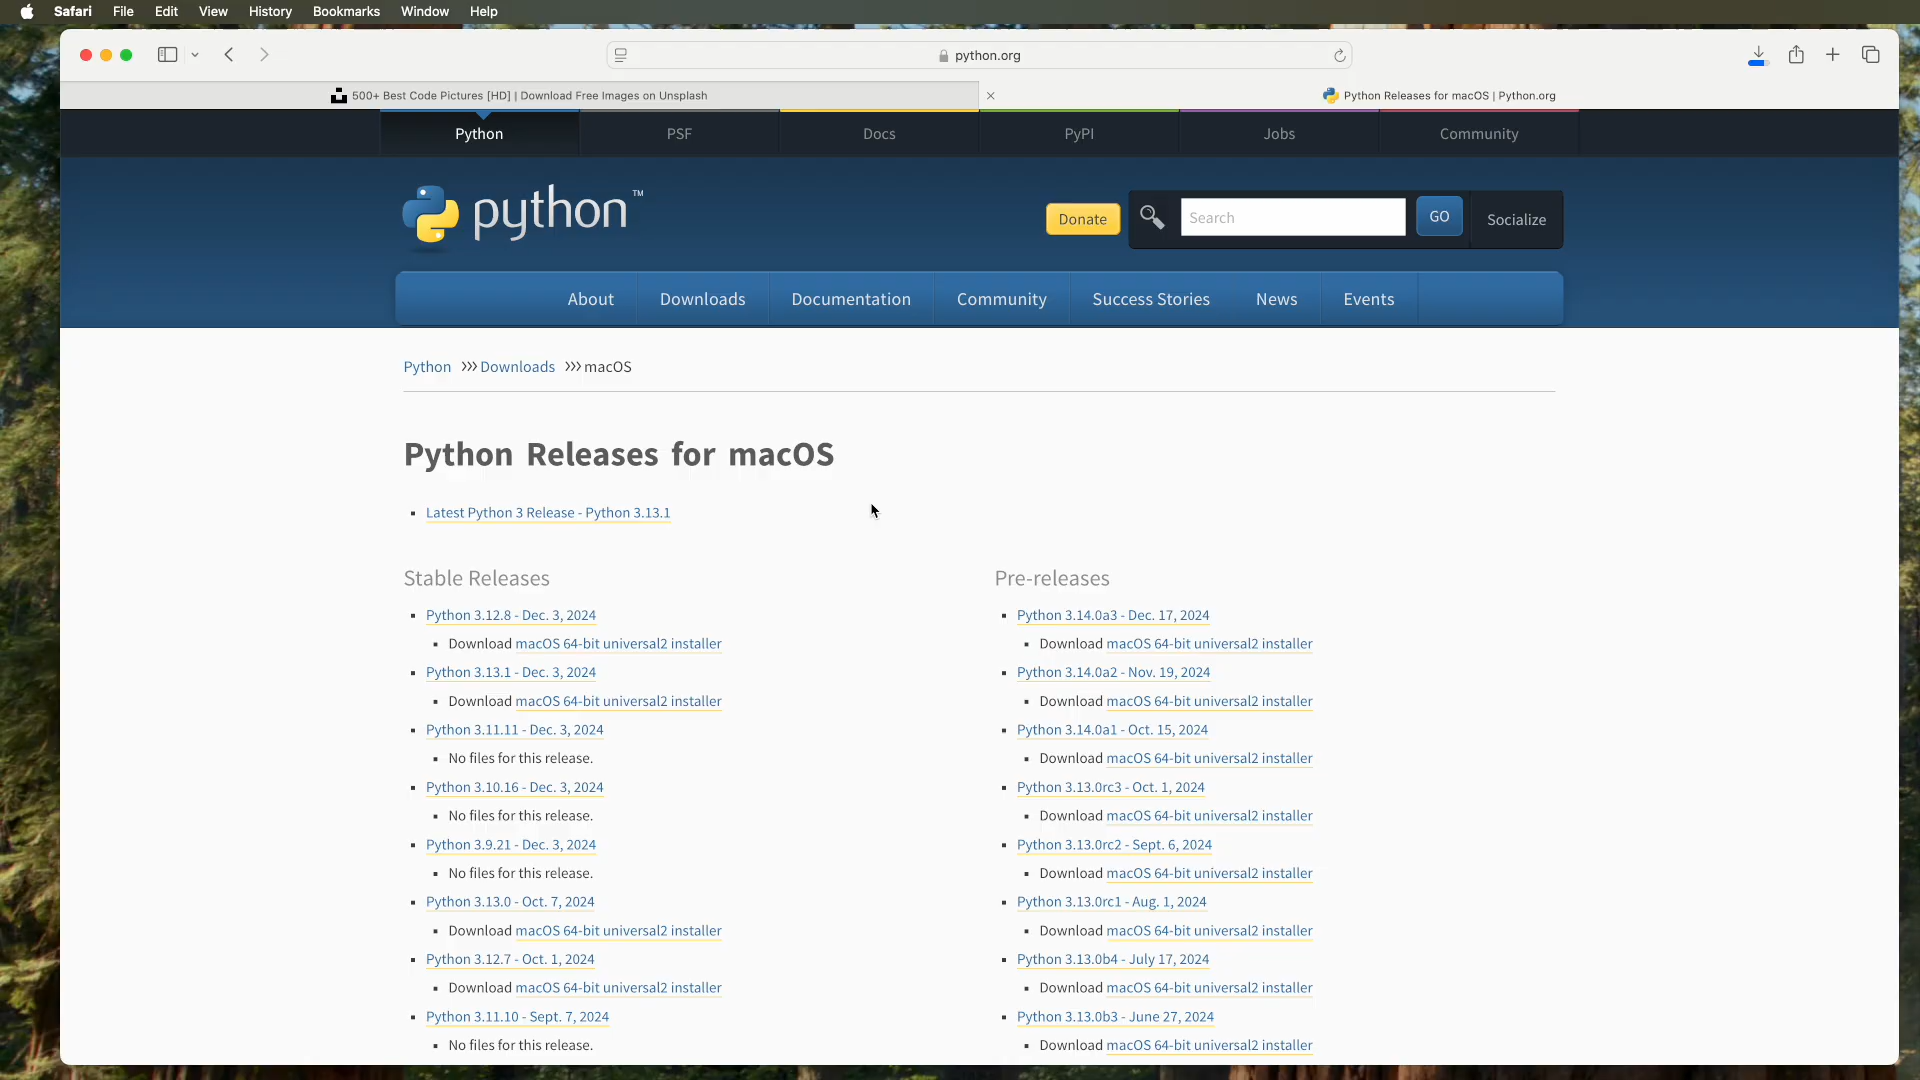 Safari File Edit View History Bookmarks Window Help
python.org
500+ Best Code Pictures [HD] | Download Free Images on Unsplash
Python Releases for macOS | Python.org
Python PSF Docs PyPI Jobs Community
python™
Donate Search GO Socialize
About Downloads Documentation Community Success Stories News Events
Python >>> Downloads >>> macOS
Python Releases for macOS
Latest Python 3 Release - Python 3.13.1
Stable Releases
Python 3.12.8 - Dec. 3, 2024
Download macOS 64-bit universal2 installer
Python 3.13.1 - Dec. 3, 2024
Download macOS 64-bit universal2 installer
Python 3.11.11 - Dec. 3, 2024
No files for this release.
Python 3.10.16 - Dec. 3, 2024
No files for this release.
Python 3.9.21 - Dec. 3, 2024
No files for this release.
Python 3.13.0 - Oct. 7, 2024
Download macOS 64-bit universal2 installer
Python 3.12.7 - Oct. 1, 2024
Download macOS 64-bit universal2 installer
Python 3.11.10 - Sept. 7, 2024
No files for this release.
Pre-releases
Python 3.14.0a3 - Dec. 17, 2024
Download macOS 64-bit universal2 installer
Python 3.14.0a2 - Nov. 19, 2024
Download macOS 64-bit universal2 installer
Python 3.14.0a1 - Oct. 15, 2024
Download macOS 64-bit universal2 installer
Python 3.13.0rc3 - Oct. 1, 2024
Download macOS 64-bit universal2 installer
Python 3.13.0rc2 - Sept. 6, 2024
Download macOS 64-bit universal2 installer
Python 3.13.0rc1 - Aug. 1, 2024
Download macOS 64-bit universal2 installer
Python 3.13.0b4 - July 17, 2024
Download macOS 64-bit universal2 installer
Python 3.13.0b3 - June 27, 2024
Download macOS 64-bit universal2 installer